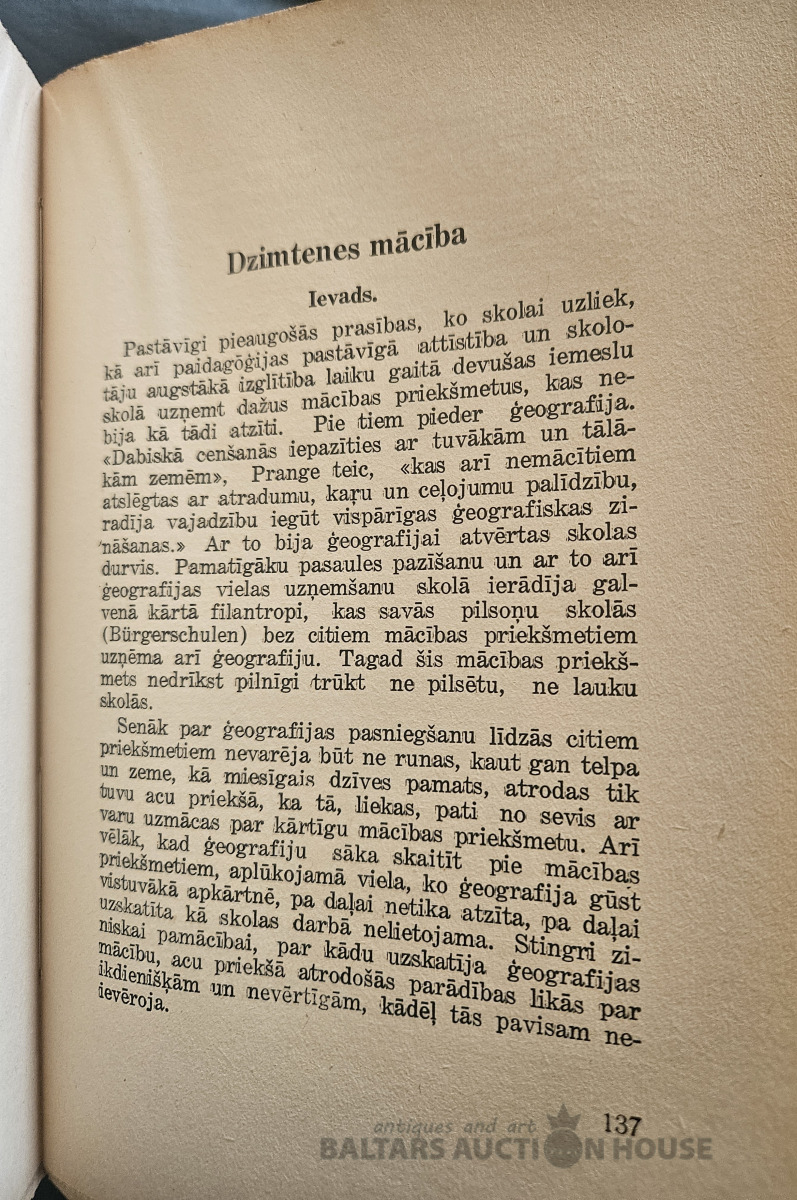 Dzimtenes mācība
Ievads.
Pastāvīgi pieaugošās prasības, ko skolai uzliek,
kā arī paidagōģijas pastāvīgā attīstība un skolo-
tāju augstākā izglītība laiku gaitā devušas iemeslu
skolā uzņemt dažus mācības priekšmetus, kas ne-
bija kā tādi atzīti. Pie tiem pieder ģeografija.
«Dabiskā cenšanās iepazīties ar tuvākām un tālā-
kām zemēm», Prange teic, «kas arī nemācītiem
atslēgtas ar atradumu, kaŗu un ceļojumu palīdzību,
radīja vajadzību iegūt vispārīgas ģeografiskas zi-
nāšanas.» Ar to bija ģeografijai atvērtas skolas
durvis. Pamatīgāku pasaules pazīšanu un ar to arī
ģeografijas vielas uzņemšanu skolā ierādīja gal-
venā kārtā filantropi, kas savās pilsoņu skolās
(Bürgerschulen) bez citiem mācības priekšmetiem
uzņēma arī ģeografiju. Tagad šis mācības priekš-
mets nedrīkst pilnīgi trūkt ne pilsētu, ne lauku
skolās.
Senāk par ģeografijas pasniegšanu līdzās citiem
priekšmetiem nevarēja būt ne runas, kaut gan telpa
un zeme, kā miesīgais dzīves pamats, atrodas tik
tuvu acu priekšā, ka tā, liekas, pati no sevis ar
varu uzmācas par kārtīgu mācības priekšmetu. Arī
vēlāk, kad ģeografiju sāka skaitīt pie mācības
priekšmetiem, aplūkojamā viela, ko ģeografija gūst
vistuvākā apkārtnē, pa daļai netika atzīta, pa daļai
uzskatīta kā skolas darbā nelietojama. Stingri zi-
niskai pamācībai, par kādu uzskatīja ģeografijas
mācību, acu priekšā atrodošās parādības likās par
ikdienišķām un nevērtīgām, kādēļ tās pavisam ne-
ievēroja.
137
antiques and art
BALTARS AUCTION HOUSE